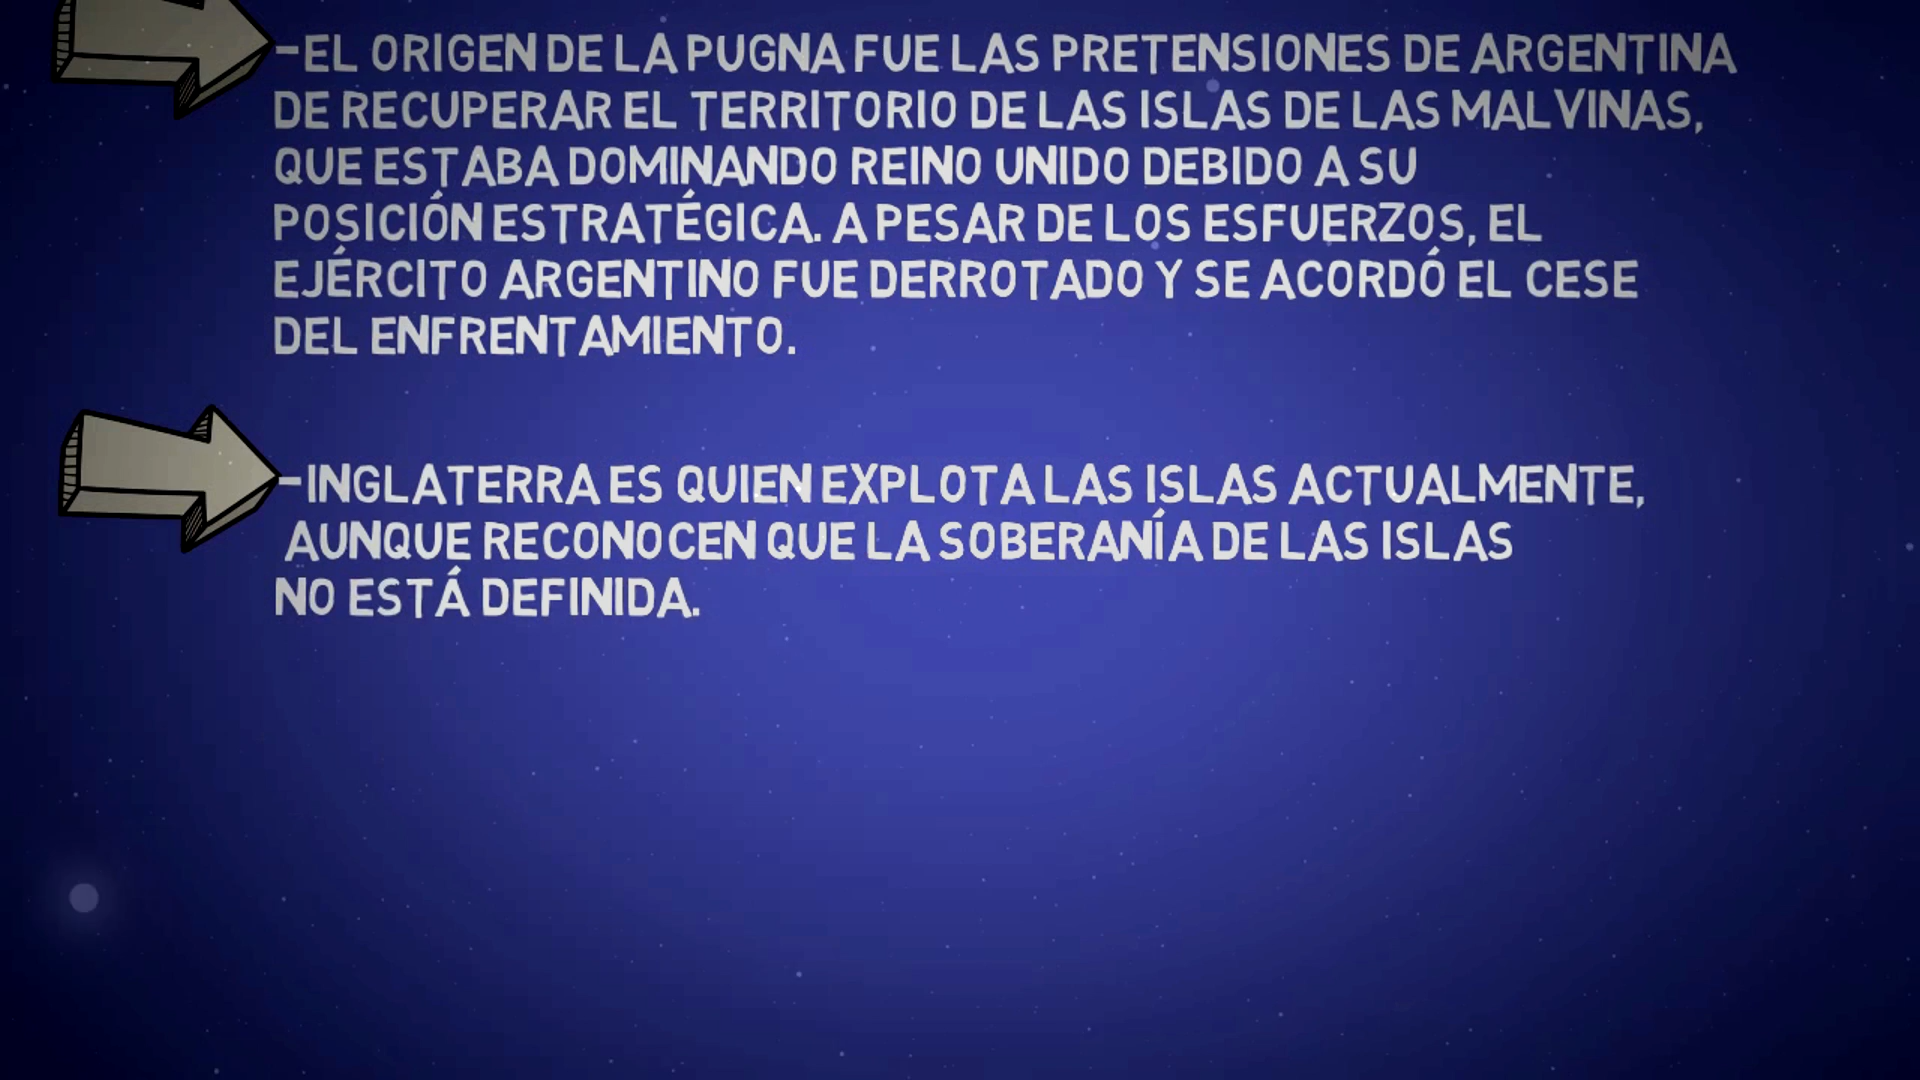 -EL ORIGEN DE LA PUGNA FUE LAS PRETENSIONES DE ARGENTINA
DE RECUPERAR EL TERRITORIO DE LAS ISLAS DE LAS MALVINAS,
QUE ESTABA DOMINANDO REINO UNIDO DEBIDO A SU
POSICIÓN ESTRATÉGICA. A PESAR DE LOS ESFUERZOS, EL
EJÉRCITO ARGENTINO FUE DERROTADO Y SE ACORDÓ EL CESE
DEL ENFRENTAMIENTO.
-INGLATERRA ES QUIEN EXPLOTA LAS ISLAS ACTUALMENTE,
AUNQUE RECONOCEN QUE LA SOBERANÍA DE LAS ISLAS
NO ESTÁ DEFINIDA.